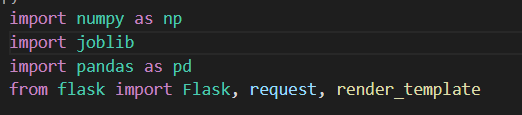 import numpy as np
import joblib
import pandas as pd
from flask import Flask, request, render_template